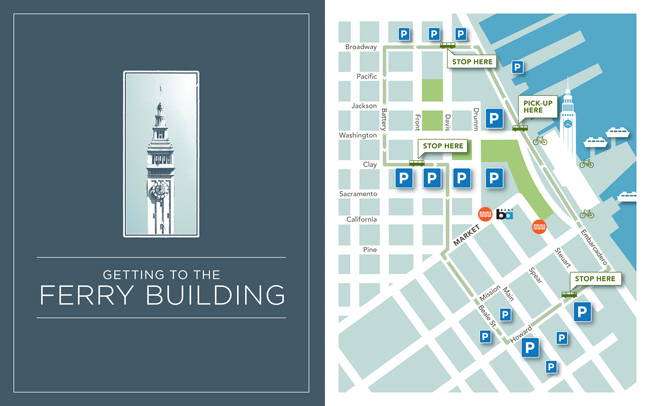 GETTING TO THE
FERRY BUILDING
P
P
P
Broadway
STOP HERE
P
Pacific
Jackson
Battery
Front
Davis
Drumm
P
PICK-UP
HERE
Washington
STOP HERE
Clay
P
P
P
P
Sacramento
California
MARKET
Embarcadero
Pine
Steuart
Spear
STOP HERE
Mission
Main
Beale St.
Howard
P
P
P
P
P
P